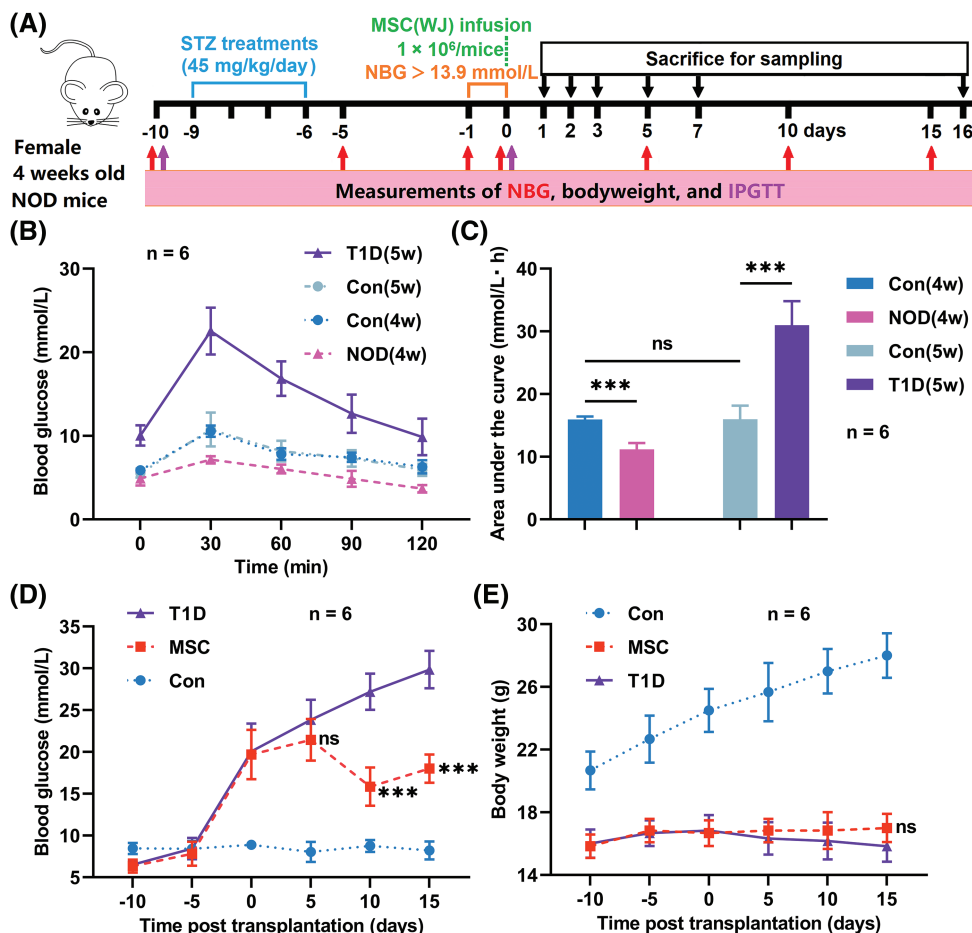 (A)
STZ treatments
(45 mg/kg/day)
MSC(WJ) infusion
1 × 10⁶/mice
NBG > 13.9 mmol/L
Sacrifice for sampling
-10 -9 -6 -5 -1 0 1 2 3 5 7 10 days 15 16
Female
4 weeks old
NOD mice
Measurements of NBG, bodyweight, and IPGTT
(B)
n = 6
T1D(5w)
Con(5w)
Con(4w)
NOD(4w)
Blood glucose (mmol/L)
30
20
10
0
0 30 60 90 120
Time (min)
(C)
Area under the curve (mmol/L· h)
40
30
20
10
0
***
ns
***
Con(4w)
NOD(4w)
Con(5w)
T1D(5w)
n = 6
(D)
T1D
MSC
Con
n = 6
Blood glucose (mmol/L)
35
30
25
20
15
10
5
ns
***
***
-10 -5 0 5 10 15
Time post transplantation (days)
(E)
Con
MSC
T1D
n = 6
Body weight (g)
30
26
22
18
14
ns
-10 -5 0 5 10 15
Time post transplantation (days)